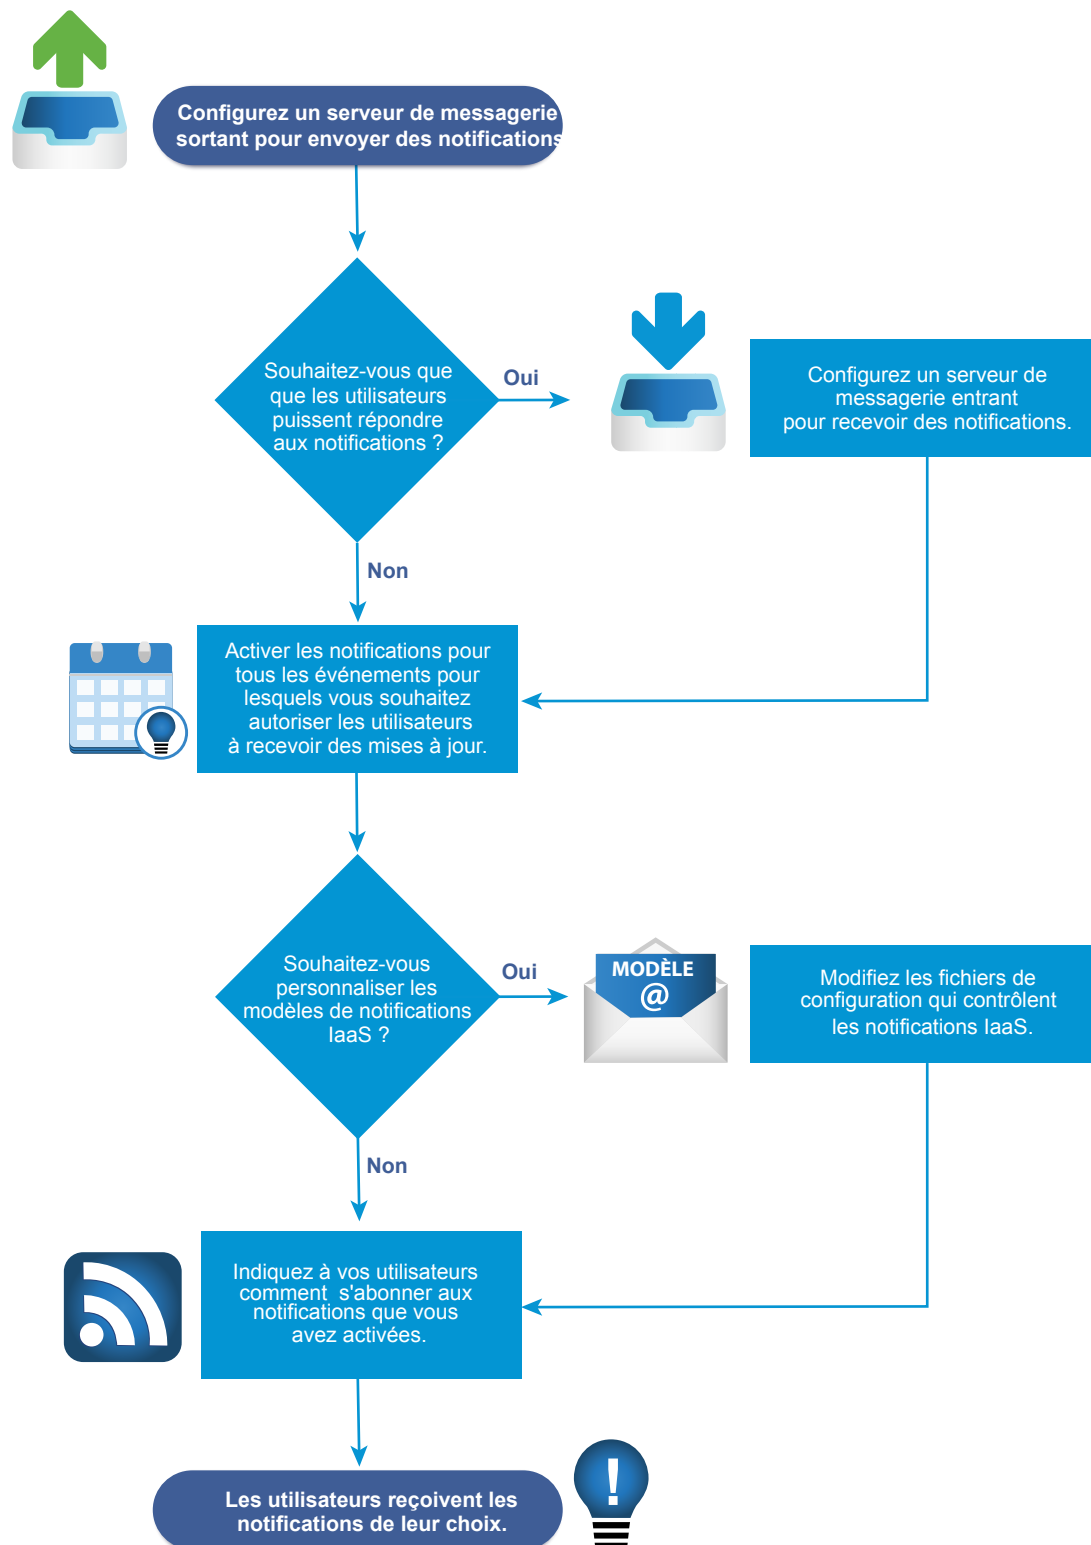 Configurez un serveur de messagerie
sortant pour envoyer des notifications
Souhaitez-vous que
que les utilisateurs
puissent répondre
aux notifications ?
Oui
Configurez un serveur de
messagerie entrant
pour recevoir des notifications.
Non
Activer les notifications pour
tous les événements pour
lesquels vous souhaitez
autoriser les utilisateurs
à recevoir des mises à jour.
Souhaitez-vous
personnaliser les
modèles de notifications
IaaS ?
Oui
MODÈLE
@
Modifiez les fichiers de
configuration qui contrôlent
les notifications IaaS.
Non
Indiquez à vos utilisateurs
comment s'abonner aux
notifications que vous
avez activées.
Les utilisateurs reçoivent les
notifications de leur choix.
!